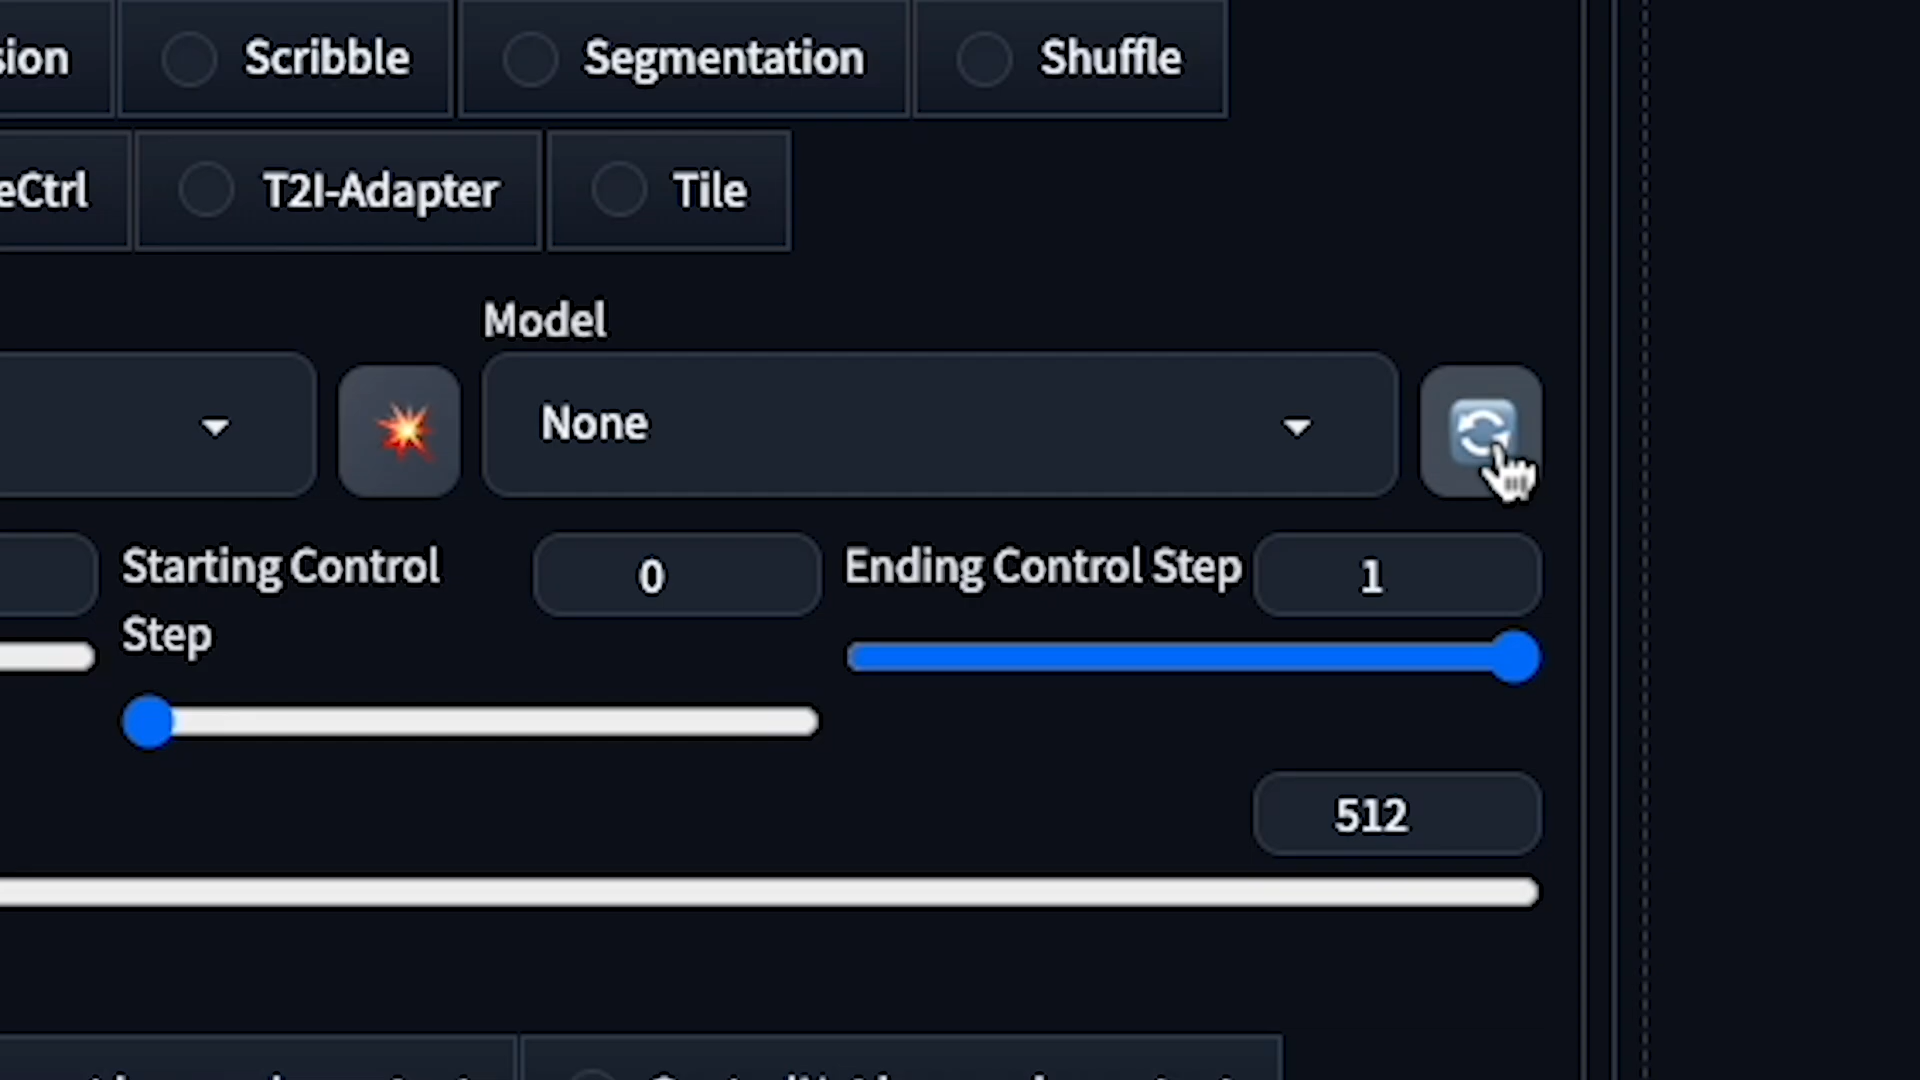 sion Scribble Segmentation Shuffle
eCtrl T2I-Adapter Tile
Model
None
Starting Control Step 0 Ending Control Step 1
512